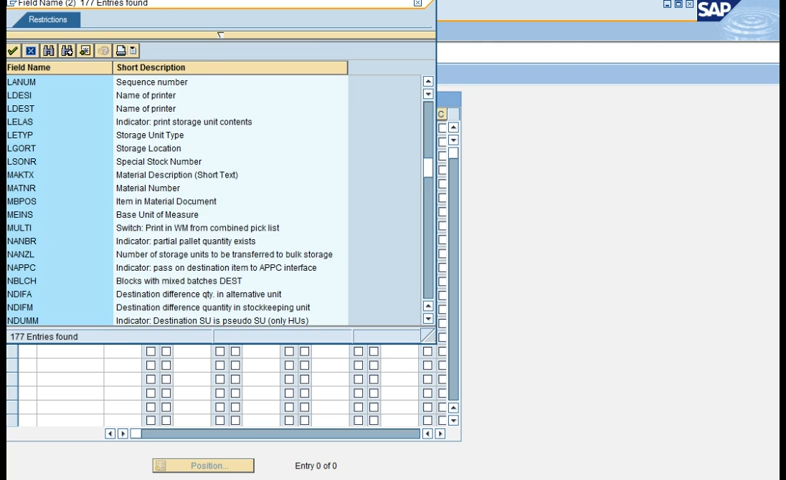 Field Name (2) 177 Entries found
SAP
Restrictions
Field Name Short Description
LANUM Sequence number
LDESI Name of printer
LDEST Name of printer
LELAS Indicator: print storage unit contents
LETYP Storage Unit Type
LGORT Storage Location
LSONR Special Stock Number
MAKTX Material Description (Short Text)
MATNR Material Number
MBPOS Item in Material Document
MEINS Base Unit of Measure
MULTI Switch: Print in WM from combined pick list
NANBR Indicator: partial pallet quantity exists
NANZL Number of storage units to be transferred to bulk storage
NAPPC Indicator: pass on destination item to APPC interface
NBLCH Blocks with mixed batches DEST
NDIFA Destination difference qty. in alternative unit
NDIFM Destination difference quantity in stockkeeping unit
NDUMM Indicator: Destination SU is pseudo SU (only HUs)
177 Entries found
C
Position...
Entry 0 of 0